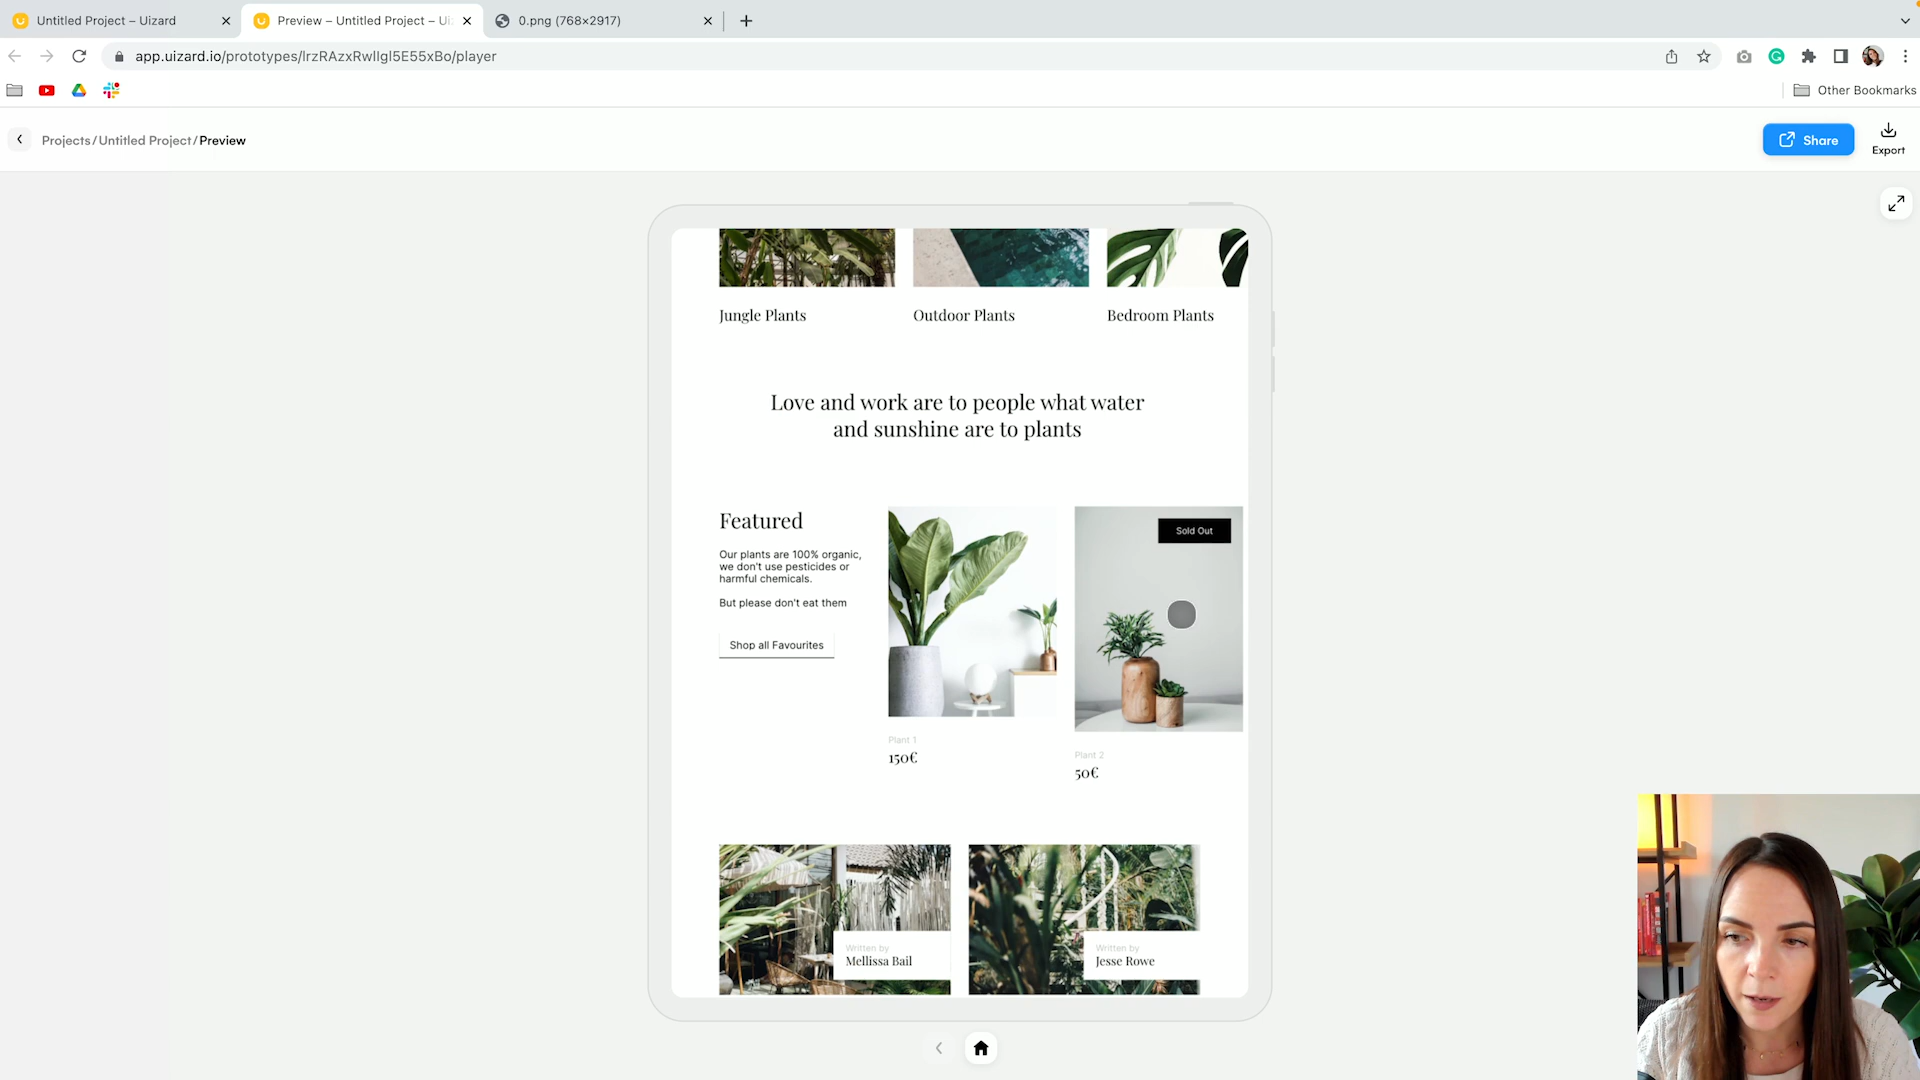 Untitled Project – Uizard
Preview – Untitled Project – Ui
0.png (768×2917)
app.uizard.io/prototypes/lrzRAzxRwlIgl5E55xBo/player
Other Bookmarks
Projects/Untitled Project/Preview
Share
Export
Jungle Plants
Outdoor Plants
Bedroom Plants
Love and work are to people what water
and sunshine are to plants
Featured
Our plants are 100% organic,
we don't use pesticides or
harmful chemicals.
But please don't eat them
Shop all Favourites
Sold Out
Plant 1
150€
Plant 2
50€
Written by
Mellissa Bail
Written by
Jesse Rowe